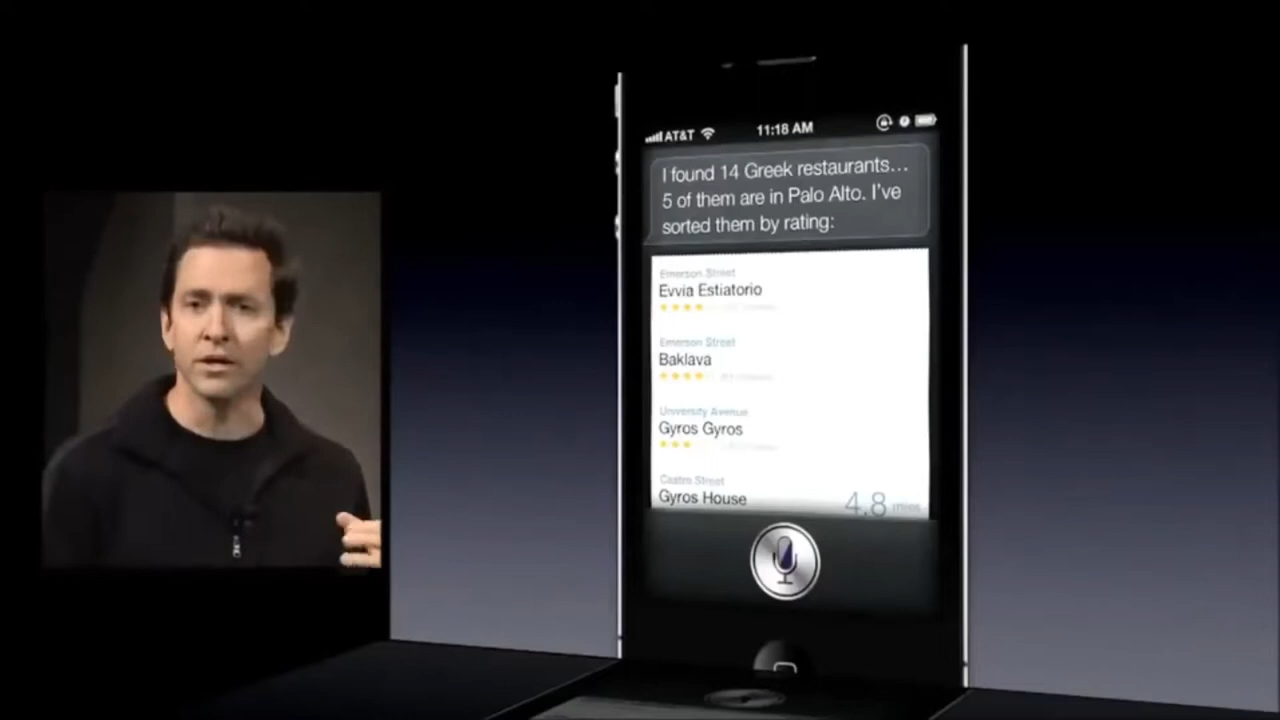 AT&T
11:18 AM
I found 14 Greek restaurants...
5 of them are in Palo Alto. I've
sorted them by rating:
Emerson Street
Evvia Estiatorio
Emerson Street
Baklava
University Avenue
Gyros Gyros
Castro Street
Gyros House
4.8 miles